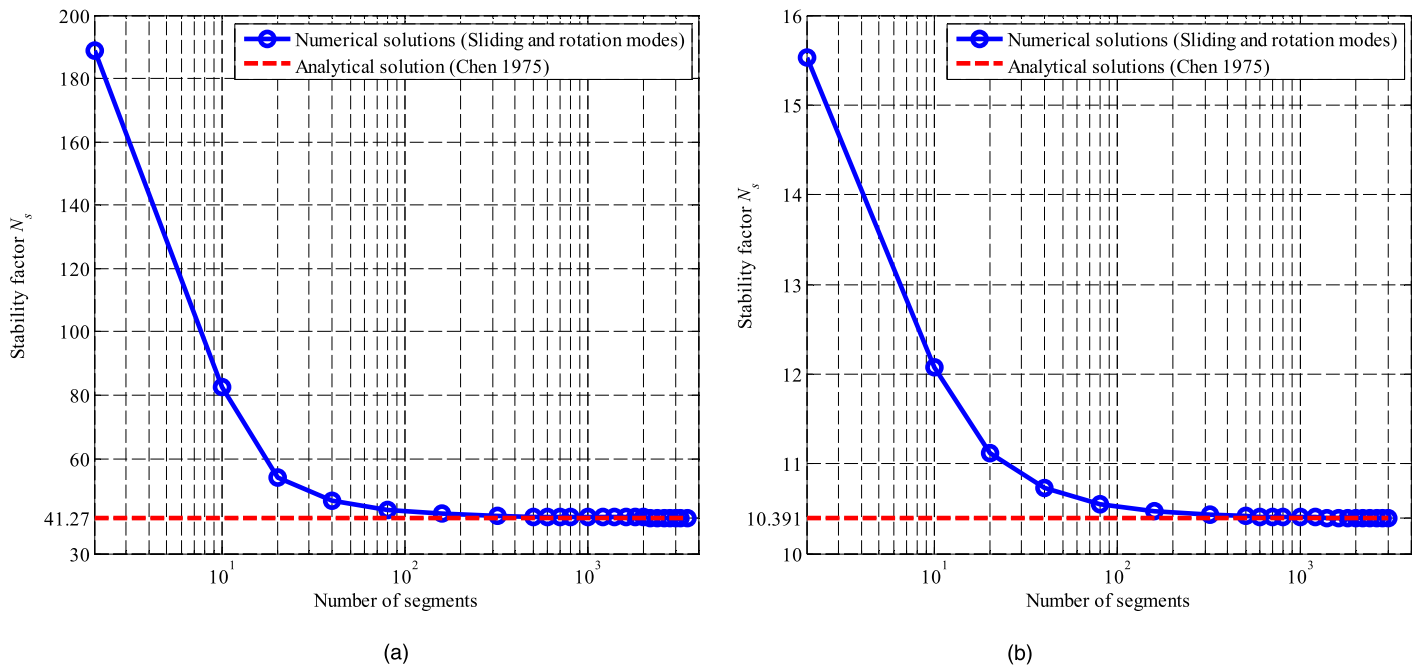 200
180
160
140
120
100
80
60
41.27
30
Stability factor N_s
Numerical solutions (Sliding and rotation modes)
Analytical solution (Chen 1975)
10^1
10^2
10^3
Number of segments
(a)
16
15
14
13
12
11
10.391
10
Stability factor N_s
Numerical solutions (Sliding and rotation modes)
Analytical solutions (Chen 1975)
10^1
10^2
10^3
Number of segments
(b)